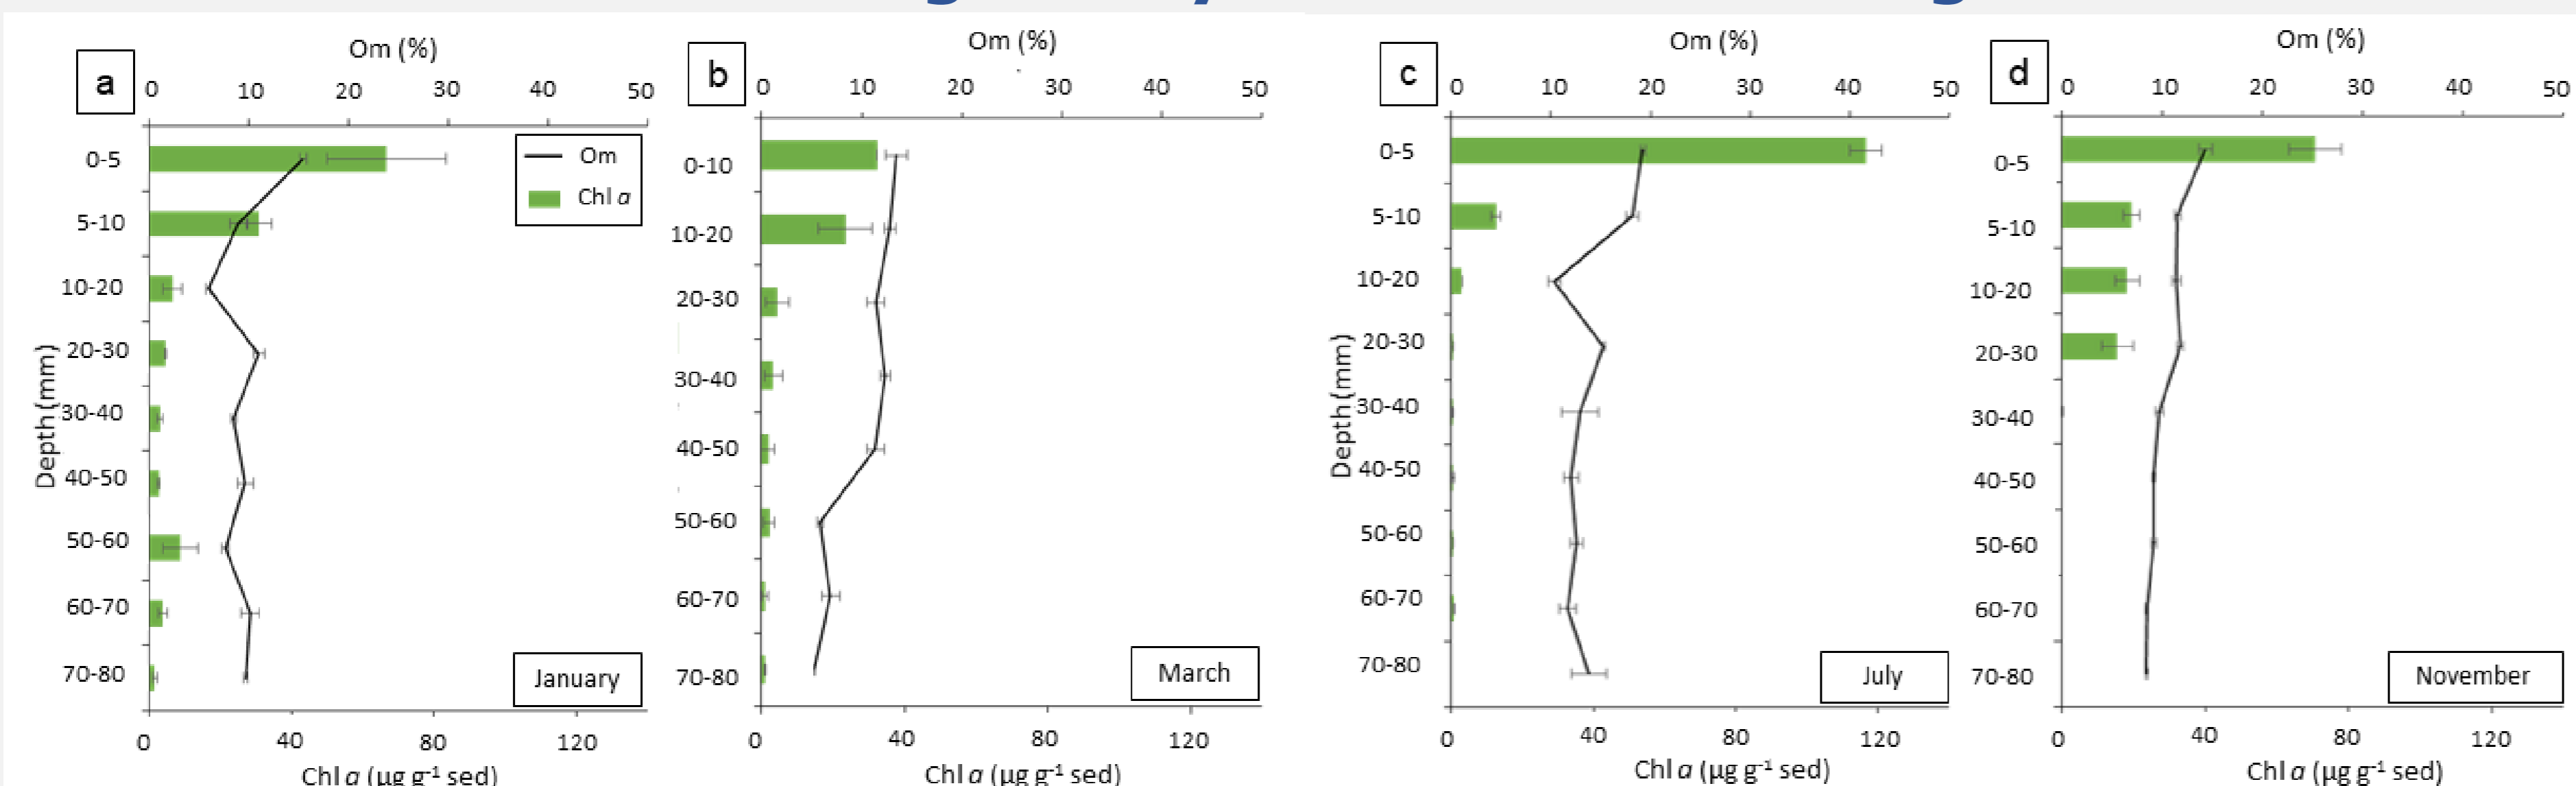 a
Om (%)
0 10 20 30 40 50
Om
Chl a
0-5
5-10
10-20
20-30
30-40
40-50
50-60
60-70
70-80
Depth (mm)
January
0 40 80 120
Chl a (µg g⁻¹ sed)
b
Om (%)
0 10 20 30 40 50
0-10
10-20
20-30
30-40
40-50
50-60
60-70
70-80
March
0 40 80 120
Chl a (µg g⁻¹ sed)
c
Om (%)
0 10 20 30 40 50
0-5
5-10
10-20
20-30
30-40
40-50
50-60
60-70
70-80
Depth (mm)
July
0 40 80 120
Chl a (µg g⁻¹ sed)
d
Om (%)
0 10 20 30 40 50
0-5
5-10
10-20
20-30
30-40
40-50
50-60
60-70
70-80
November
0 40 80 120
Chl a (µg g⁻¹ sed)